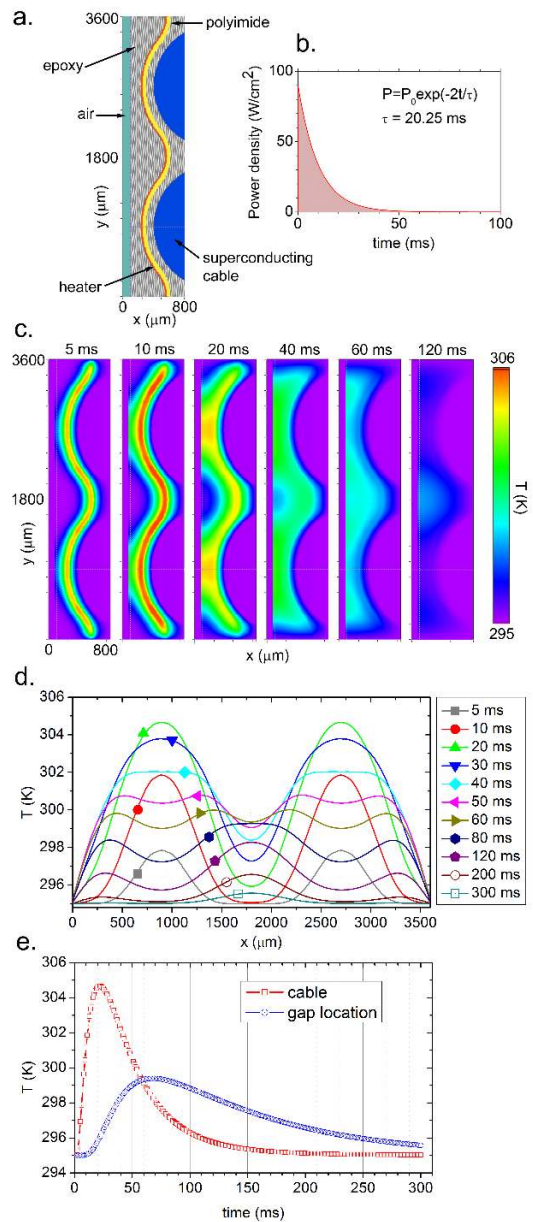 a.
3600
polyimide
epoxy
air
1800
y (μm)
superconducting
cable
heater
0
0
800
x (μm)
b.
100
P=P0exp(-2t/τ)
τ = 20.25 ms
50
0
0
50
100
Power density (W/cm²)
time (ms)
c.
5 ms
10 ms
20 ms
40 ms
60 ms
120 ms
306
3600
1800
y (μm)
0
0
800
x (μm)
T (K)
295
d.
306
304
302
300
298
296
T (K)
0
500
1000
1500
2000
2500
3000
3500
x (μm)
5 ms
10 ms
20 ms
30 ms
40 ms
50 ms
60 ms
80 ms
120 ms
200 ms
300 ms
e.
306
304
302
300
298
296
294
T (K)
cable
gap location
0
50
100
150
200
250
300
time (ms)